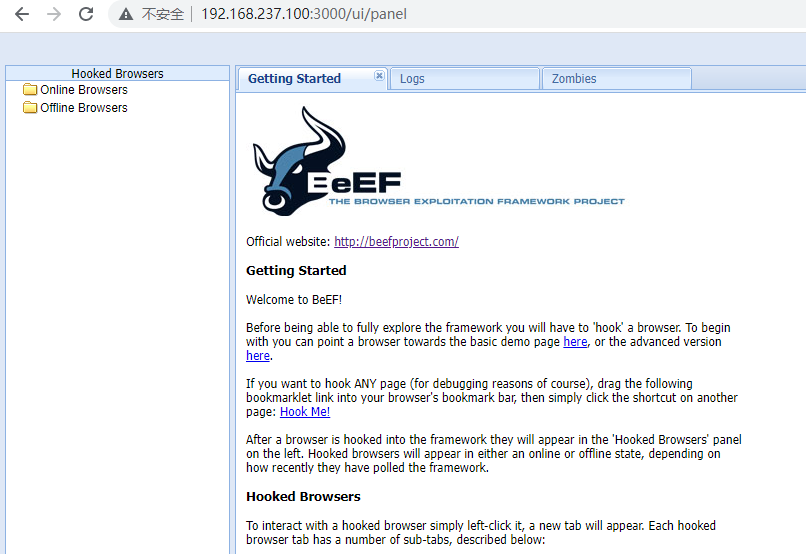 不安全 192.168.237.100:3000/ui/panel
Hooked Browsers
Online Browsers
Offline Browsers
Getting Started Logs Zombies
BeEF
THE BROWSER EXPLOITATION FRAMEWORK PROJECT
Official website: http://beefproject.com/
Getting Started
Welcome to BeEF!
Before being able to fully explore the framework you will have to 'hook' a browser. To begin
with you can point a browser towards the basic demo page here, or the advanced version
here.
If you want to hook ANY page (for debugging reasons of course), drag the following
bookmarklet link into your browser's bookmark bar, then simply click the shortcut on another
page: Hook Me!
After a browser is hooked into the framework they will appear in the 'Hooked Browsers' panel
on the left. Hooked browsers will appear in either an online or offline state, depending on
how recently they have polled the framework.
Hooked Browsers
To interact with a hooked browser simply left-click it, a new tab will appear. Each hooked
browser tab has a number of sub-tabs, described below: